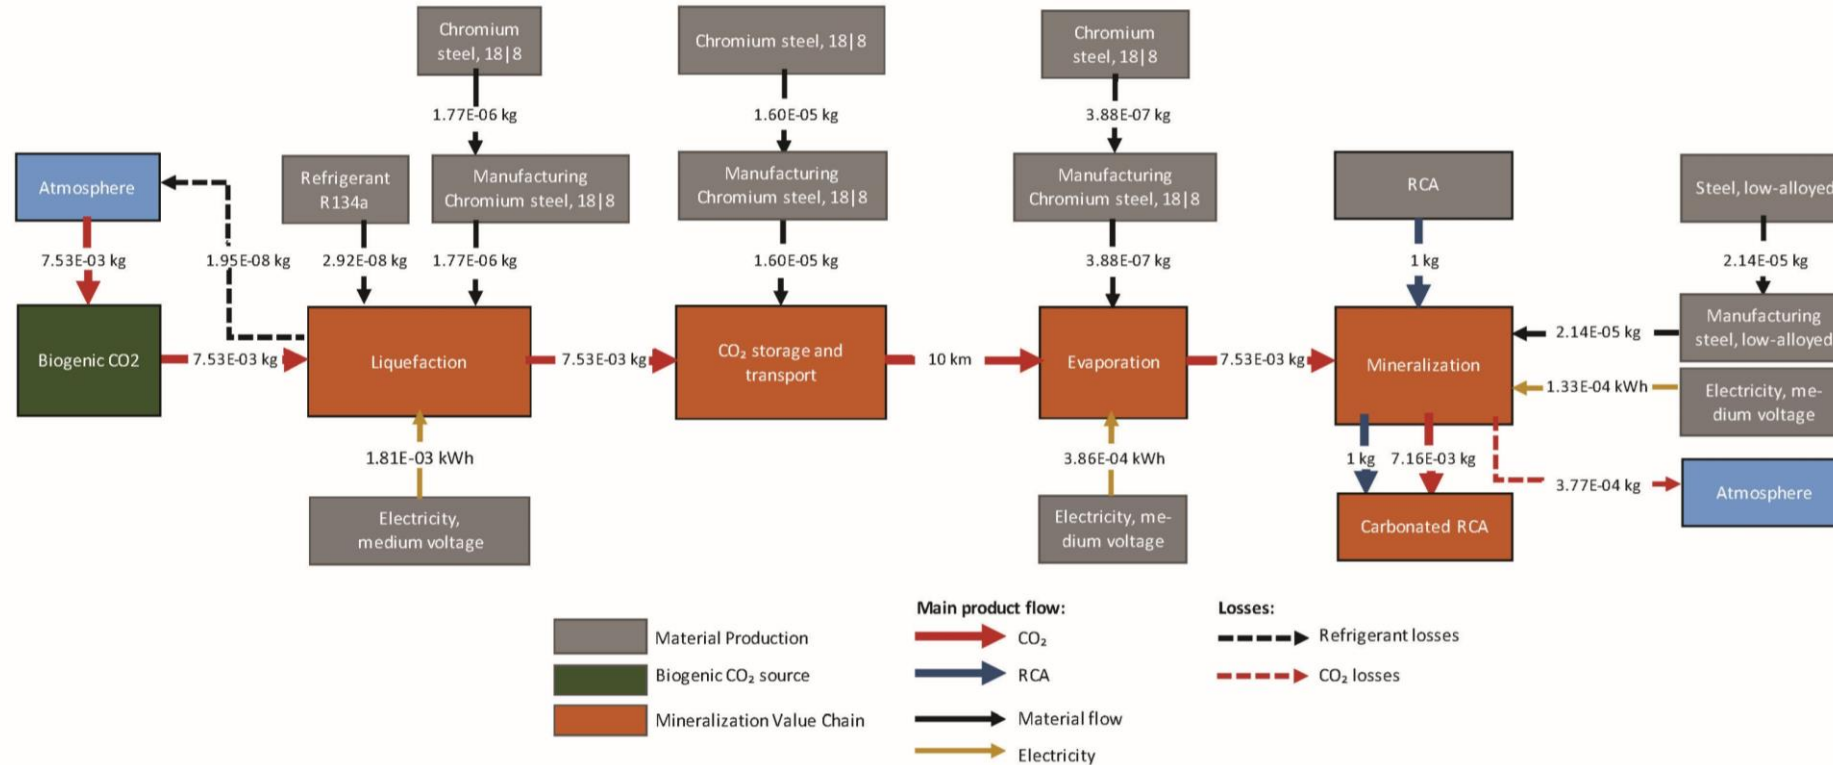 Chromium
steel, 18|8
Chromium steel, 18|8
Chromium
steel, 18|8
1.77E-06 kg
1.60E-05 kg
3.88E-07 kg
Atmosphere
Refrigerant
R134a
Manufacturing
Chromium steel, 18|8
Manufacturing
Chromium steel, 18|8
Manufacturing
Chromium steel, 18|8
RCA
Steel, low-alloyed
7.53E-03 kg
1.95E-08 kg
2.92E-08 kg
1.77E-06 kg
1.60E-05 kg
3.88E-07 kg
1 kg
2.14E-05 kg
Biogenic CO2
7.53E-03 kg
Liquefaction
7.53E-03 kg
CO₂ storage and
transport
10 km
Evaporation
7.53E-03 kg
Mineralization
2.14E-05 kg
Manufacturing
steel, low-alloyed
1.33E-04 kWh
Electricity, me-
dium voltage
1.81E-03 kWh
3.86E-04 kWh
1 kg
7.16E-03 kg
3.77E-04 kg
Atmosphere
Electricity,
medium voltage
Electricity, me-
dium voltage
Carbonated RCA
Material Production
Biogenic CO₂ source
Mineralization Value Chain
Main product flow:
CO₂
RCA
Material flow
Electricity
Losses:
Refrigerant losses
CO₂ losses